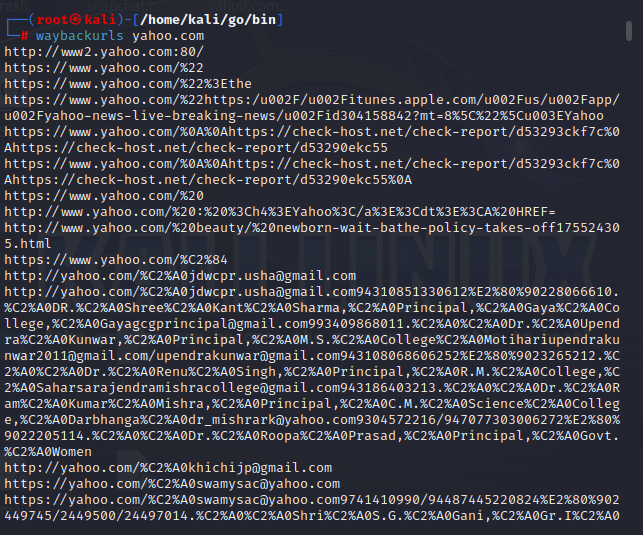 trash snapchat.c yahoo.com
┌──(root㉿kali)-[/home/kali/go/bin]
└─# waybackurls yahoo.com
http://www2.yahoo.com:80/
https://www.yahoo.com/%22
https://www.yahoo.com/%22%3Ethe
https://www.yahoo.com/%22https:/u002F/u002Fitunes.apple.com/u002Fus/u002Fapp/
u002Fyahoo-news-live-breaking-news/u002Fid304158842?mt=8%5C%22%5Cu003EYahoo
https://www.yahoo.com/%0A%0Ahttps://check-host.net/check-report/d53293ckf7c%0
Ahttps://check-host.net/check-report/d53290ekc55
https://www.yahoo.com/%0A%0Ahttps://check-host.net/check-report/d53293ckf7c%0
Ahttps://check-host.net/check-report/d53290ekc55%0A
https://www.yahoo.com/%20
http://www.yahoo.com/%20:%20%3Ch4%3EYahoo%3C/a%3E%3Cdt%3E%3CA%20HREF=
http://www.yahoo.com/%20beauty/%20newborn-wait-bathe-policy-takes-off17552430
5.html
https://www.yahoo.com/%C2%84
http://yahoo.com/%C2%A0jdwcpr.usha@gmail.com
http://yahoo.com/%C2%A0jdwcpr.usha@gmail.com94310851330612%E2%80%90228066610.
%C2%A0DR.%C2%A0Shree%C2%A0Kant%C2%A0Sharma,%C2%A0Principal,%C2%A0Gaya%C2%A0Co
llege,%C2%A0Gayagcgprincipal@gmail.com993409868011.%C2%A0%C2%A0Dr.%C2%A0Upend
ra%C2%A0Kunwar,%C2%A0Principal,%C2%A0M.S.%C2%A0College%C2%A0Motihariupendraku
nwar2011@gmail.com/upendrakunwar@gmail.com943108068606252%E2%80%9023265212.%C
2%A0%C2%A0Dr.%C2%A0Renu%C2%A0Singh,%C2%A0Principal,%C2%A0R.M.%C2%A0College,%C
2%A0Saharsarajendramishracollege@gmail.com943186403213.%C2%A0%C2%A0Dr.%C2%A0R
am%C2%A0Kumar%C2%A0Mishra,%C2%A0Principal,%C2%A0C.M.%C2%A0Science%C2%A0Colleg
e,%C2%A0Darbhanga%C2%A0dr_mishrark@yahoo.com9304572216/947077303006272%E2%80%
9022205114.%C2%A0%C2%A0Dr.%C2%A0Roopa%C2%A0Prasad,%C2%A0Principal,%C2%A0Govt.
%C2%A0Women
http://yahoo.com/%C2%A0khichijp@gmail.com
https://yahoo.com/%C2%A0swamysac@yahoo.com
https://yahoo.com/%C2%A0swamysac@yahoo.com9741410990/94487445220824%E2%80%902
449745/2449500/24497014.%C2%A0%C2%A0Shri%C2%A0S.G.%C2%A0Gani,%C2%A0Gr.I%C2%A0